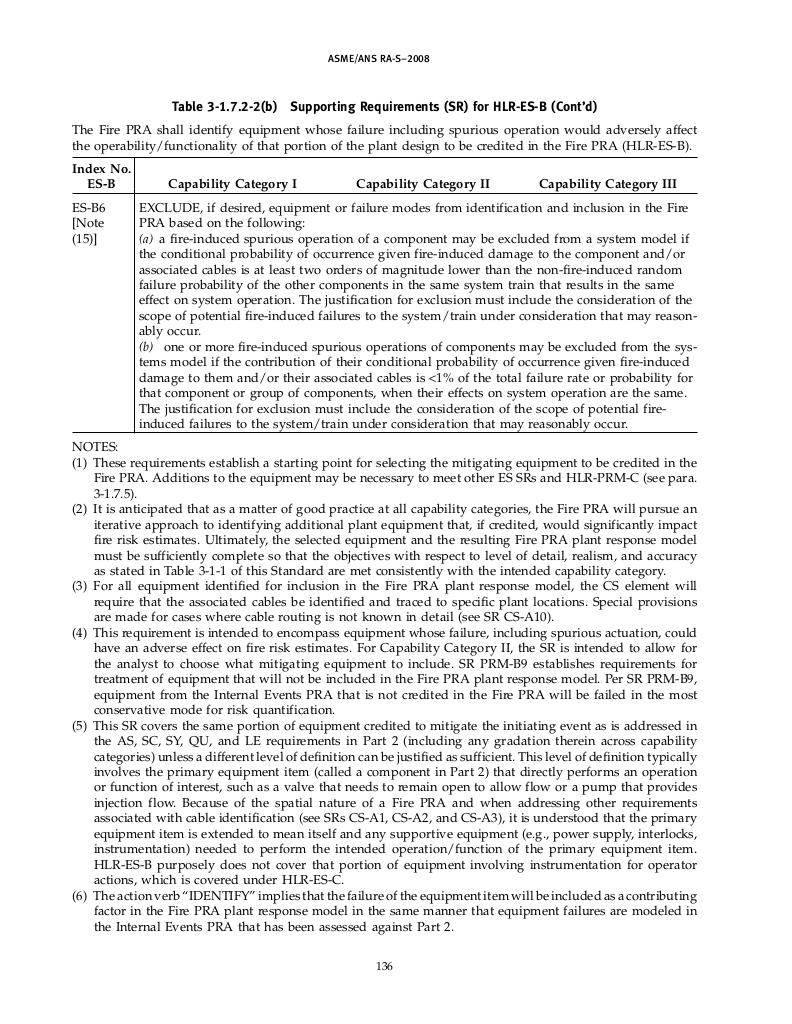 ASME/ANS RA-S–2008
Table 3-1.7.2-2(b) Supporting Requirements (SR) for HLR-ES-B (Cont’d)
The Fire PRA shall identify equipment whose failure including spurious operation would adversely affect
the operability/functionality of that portion of the plant design to be credited in the Fire PRA (HLR-ES-B).
Index No.
ES-B Capability Category I Capability Category II Capability Category III
ES-B6 EXCLUDE, if desired, equipment or failure modes from identification and inclusion in the Fire
[Note PRA based on the following:
(15)] (a) a fire-induced spurious operation of a component may be excluded from a system model if
the conditional probability of occurrence given fire-induced damage to the component and/or
associated cables is at least two orders of magnitude lower than the non-fire-induced random
failure probability of the other components in the same system train that results in the same
effect on system operation. The justification for exclusion must include the consideration of the
scope of potential fire-induced failures to the system/train under consideration that may reason-
ably occur.
(b) one or more fire-induced spurious operations of components may be excluded from the sys-
tems model if the contribution of their conditional probability of occurrence given fire-induced
damage to them and/or their associated cables is <1% of the total failure rate or probability for
that component or group of components, when their effects on system operation are the same.
The justification for exclusion must include the consideration of the scope of potential fire-
induced failures to the system/train under consideration that may reasonably occur.
NOTES:
(1) These requirements establish a starting point for selecting the mitigating equipment to be credited in the
Fire PRA. Additions to the equipment may be necessary to meet other ES SRs and HLR-PRM-C (see para.
3-1.7.5).
(2) It is anticipated that as a matter of good practice at all capability categories, the Fire PRA will pursue an
iterative approach to identifying additional plant equipment that, if credited, would significantly impact
fire risk estimates. Ultimately, the selected equipment and the resulting Fire PRA plant response model
must be sufficiently complete so that the objectives with respect to level of detail, realism, and accuracy
as stated in Table 3-1-1 of this Standard are met consistently with the intended capability category.
(3) For all equipment identified for inclusion in the Fire PRA plant response model, the CS element will
require that the associated cables be identified and traced to specific plant locations. Special provisions
are made for cases where cable routing is not known in detail (see SR CS-A10).
(4) This requirement is intended to encompass equipment whose failure, including spurious actuation, could
have an adverse effect on fire risk estimates. For Capability Category II, the SR is intended to allow for
the analyst to choose what mitigating equipment to include. SR PRM-B9 establishes requirements for
treatment of equipment that will not be included in the Fire PRA plant response model. Per SR PRM-B9,
equipment from the Internal Events PRA that is not credited in the Fire PRA will be failed in the most
conservative mode for risk quantification.
(5) This SR covers the same portion of equipment credited to mitigate the initiating event as is addressed in
the AS, SC, SY, QU, and LE requirements in Part 2 (including any gradation therein across capability
categories) unless a different level of definition can be justified as sufficient. This level of definition typically
involves the primary equipment item (called a component in Part 2) that directly performs an operation
or function of interest, such as a valve that needs to remain open to allow flow or a pump that provides
injection flow. Because of the spatial nature of a Fire PRA and when addressing other requirements
associated with cable identification (see SRs CS-A1, CS-A2, and CS-A3), it is understood that the primary
equipment item is extended to mean itself and any supportive equipment (e.g., power supply, interlocks,
instrumentation) needed to perform the intended operation/function of the primary equipment item.
HLR-ES-B purposely does not cover that portion of equipment involving instrumentation for operator
actions, which is covered under HLR-ES-C.
(6) The action verb “IDENTIFY” implies that the failure of the equipment item will be included as a contributing
factor in the Fire PRA plant response model in the same manner that equipment failures are modeled in
the Internal Events PRA that has been assessed against Part 2.
136